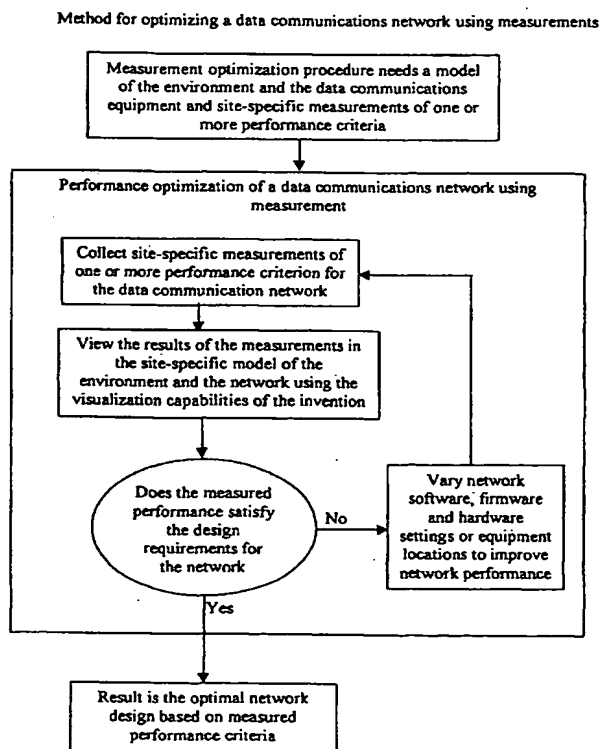 Method for optimizing a data communications network using measurements
Measurement optimization procedure needs a model
of the environment and the data communications
equipment and site-specific measurements of one or
more performance criteria
Performance optimization of a data communications network using
measurement
Collect site-specific measurements of
one or more performance criterion for
the data communication network
View the results of the measurements in
the site-specific model of the
environment and the network using the
visualization capabilities of the invention
Does the measured
performance satisfy
the design
requirements for
the network
No
Vary network
software, firmware
and hardware
settings or equipment
locations to improve
network performance
Yes
Result is the optimal network
design based on measured
performance criteria